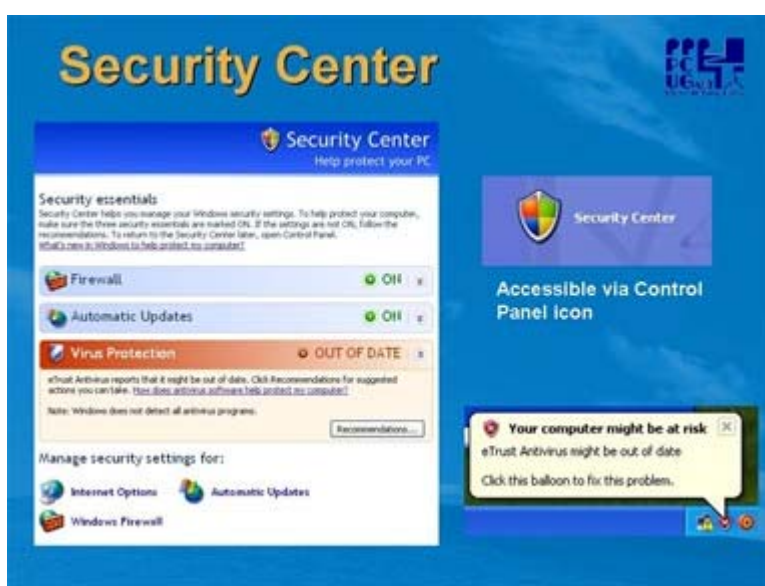 Security Center
PC
UG
Security Center
Help protect your PC
Security essentials
Security Center helps you manage your Windows security settings. To help protect your computer,
make sure the three security essentials are marked ON. If the settings are not ON, follow the
recommendations. To return to the Security Center later, open Control Panel.
What's new in Windows to help protect my computer?
Firewall ON
Automatic Updates ON
Virus Protection OUT OF DATE
eTrust Antivirus reports that it might be out of date. Click Recommendations for suggested
actions you can take. How does antivirus software help protect my computer?
Note: Windows does not detect all antivirus programs.
Recommendations...
Manage security settings for:
Internet Options Automatic Updates
Windows Firewall
Security Center
Accessible via Control
Panel icon
Your computer might be at risk
eTrust Antivirus might be out of date
Click this balloon to fix this problem.